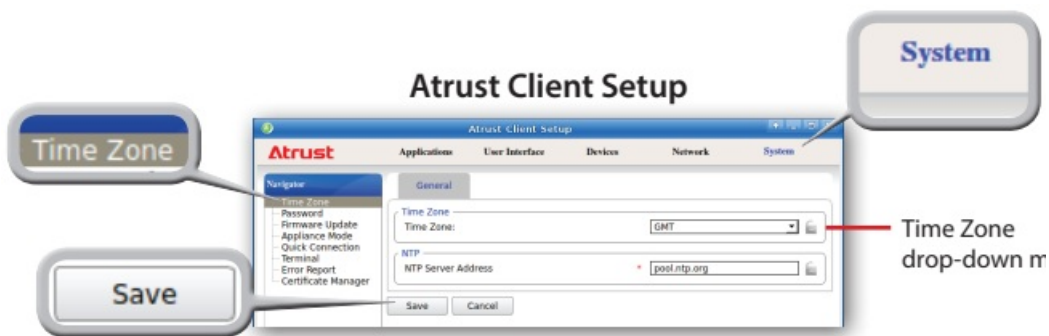 System
Atrust Client Setup
Time Zone
Atrust Client Setup
Atrust
Applications User Interface Devices Network System
Navigator
Time Zone
Password
Firmware Update
Appliance Mode
Quick Connection
Terminal
Error Report
Certificate Manager
General
Time Zone
Time Zone: GMT
NTP
NTP Server Address * pool.ntp.org
Save Cancel
Save
Time Zone
drop-down m